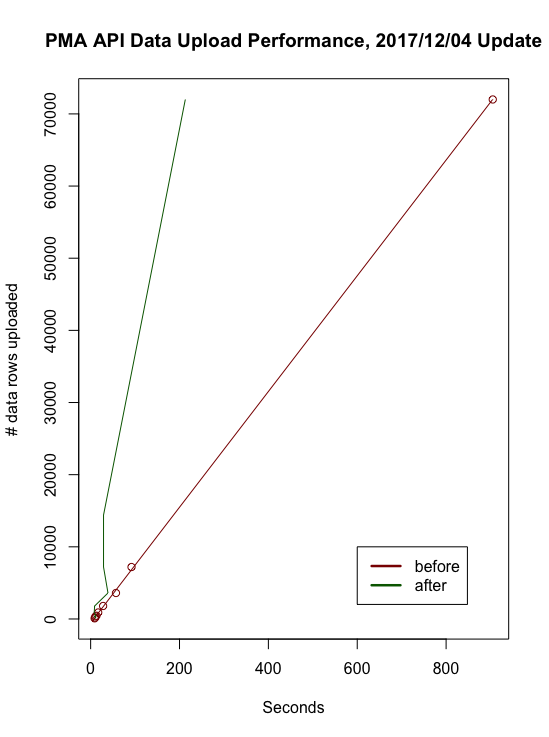 PMA API Data Upload Performance, 2017/12/04 Update
# data rows uploaded
70000
60000
50000
40000
30000
20000
10000
0
before
after
0 200 400 600 800
Seconds